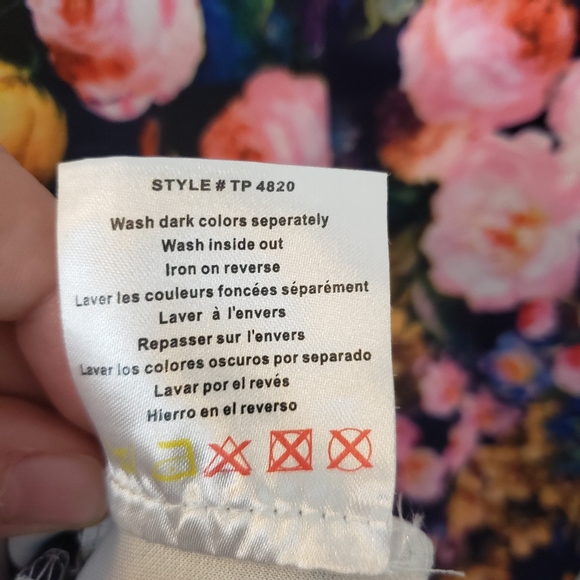 STYLE # TP 4820
Wash dark colors seperately
Wash inside out
Iron on reverse
Laver les couleurs foncées séparément
Laver à l'envers
Repasser sur l'envers
Lavar los colores oscuros por separado
Lavar por el revés
Hierro en el reverso